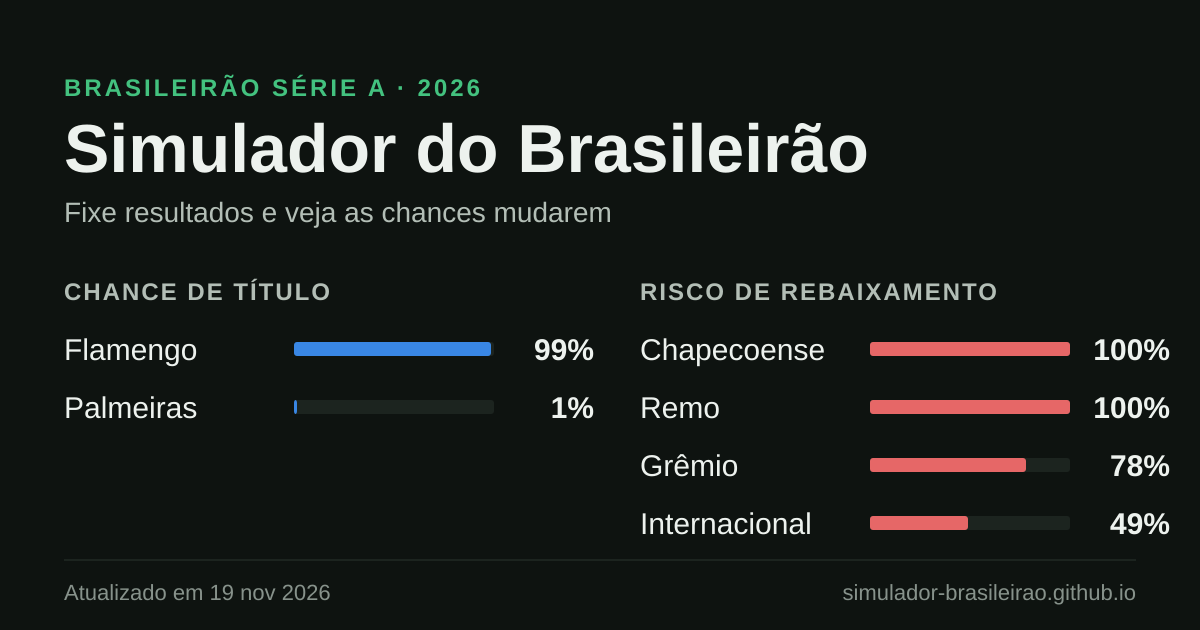 BRASILEIRÃO SÉRIE A · 2026
Simulador do Brasileirão
Fixe resultados e veja as chances mudarem
CHANCE DE TÍTULO
Flamengo 99%
Palmeiras 1%
RISCO DE REBAIXAMENTO
Chapecoense 100%
Remo 100%
Grêmio 78%
Internacional 49%
Atualizado em 19 nov 2026
simulador-brasileirao.github.io